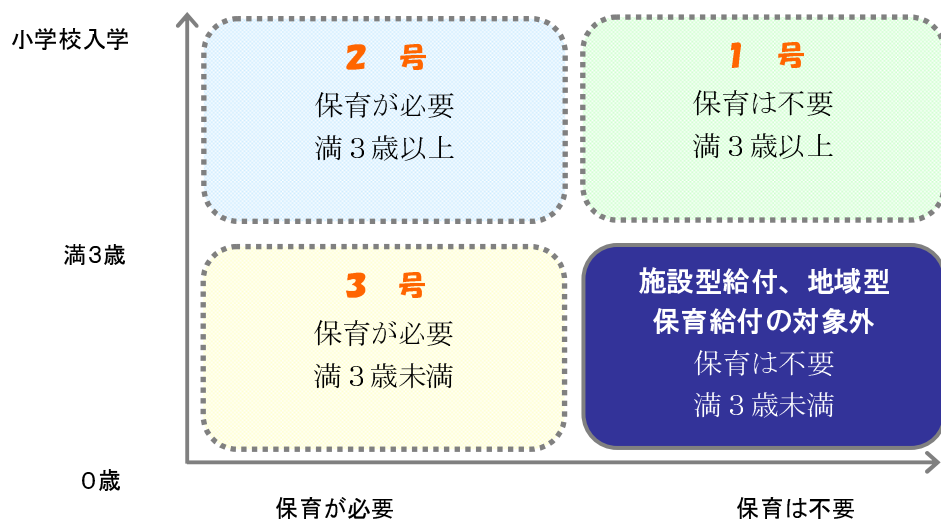 小学校入学
2 号
保育が必要
満３歳以上
1 号
保育は不要
満３歳以上
満3歳
3 号
保育が必要
満３歳未満
施設型給付、地域型
保育給付の対象外
保育は不要
満３歳未満
０歳
保育が必要
保育は不要